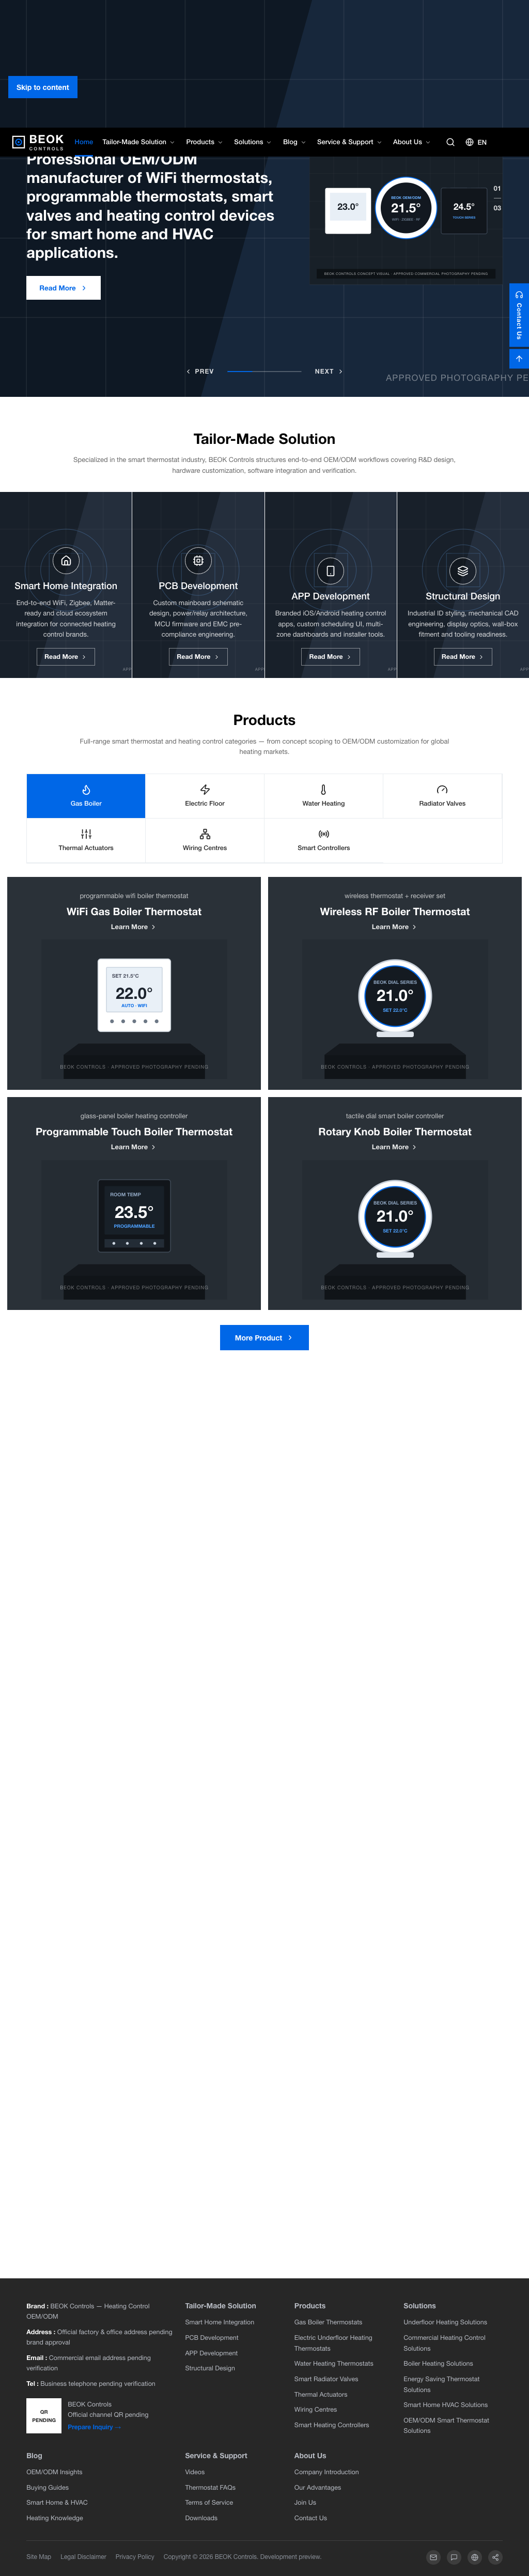 Skip to content
BEOK
CONTROLS
Home
Tailor-Made Solution
Products
Solutions
Blog
Service & Support
About Us
EN
Professional OEM/ODM
manufacturer of WiFi thermostats,
programmable thermostats, smart
valves and heating control devices
for smart home and HVAC
applications.
Read More
23.0°
BEOK OEM/ODM
21.5°
WIFI · ZIGBEE · RF
24.5°
TOUCH SERIES
BEOK CONTROLS CONCEPT VISUAL · APPROVED COMMERCIAL PHOTOGRAPHY PENDING
01
03
Contact Us
PREV
NEXT
APPROVED PHOTOGRAPHY PE
Tailor-Made Solution
Specialized in the smart thermostat industry, BEOK Controls structures end-to-end OEM/ODM workflows covering R&D design,
hardware customization, software integration and verification.
Smart Home Integration
End-to-end WiFi, Zigbee, Matter-
ready and cloud ecosystem
integration for connected heating
control brands.
Read More
APP
PCB Development
Custom mainboard schematic
design, power/relay architecture,
MCU firmware and EMC pre-
compliance engineering.
Read More
APP
APP Development
Branded iOS/Android heating control
apps, custom scheduling UI, multi-
zone dashboards and installer tools.
Read More
APP
Structural Design
Industrial ID styling, mechanical CAD
engineering, display optics, wall-box
fitment and tooling readiness.
Read More
APP
Products
Full-range smart thermostat and heating control categories — from concept scoping to OEM/ODM customization for global
heating markets.
Gas Boiler
Electric Floor
Water Heating
Radiator Valves
Thermal Actuators
Wiring Centres
Smart Controllers
programmable wifi boiler thermostat
WiFi Gas Boiler Thermostat
Learn More
SET 21.5°C
22.0°
AUTO · WIFI
BEOK CONTROLS · APPROVED PHOTOGRAPHY PENDING
wireless thermostat + receiver set
Wireless RF Boiler Thermostat
Learn More
BEOK DIAL SERIES
21.0°
SET 22.0°C
BEOK CONTROLS · APPROVED PHOTOGRAPHY PENDING
glass-panel boiler heating controller
Programmable Touch Boiler Thermostat
Learn More
ROOM TEMP
23.5°
PROGRAMMABLE
BEOK CONTROLS · APPROVED PHOTOGRAPHY PENDING
tactile dial smart boiler controller
Rotary Knob Boiler Thermostat
Learn More
BEOK DIAL SERIES
21.0°
SET 22.0°C
BEOK CONTROLS · APPROVED PHOTOGRAPHY PENDING
More Product
Brand : BEOK Controls — Heating Control
OEM/ODM
Address : Official factory & office address pending
brand approval
Email : Commercial email address pending
verification
Tel : Business telephone pending verification
QR
PENDING
BEOK Controls
Official channel QR pending
Prepare Inquiry →
Tailor-Made Solution
Smart Home Integration
PCB Development
APP Development
Structural Design
Products
Gas Boiler Thermostats
Electric Underfloor Heating
Thermostats
Water Heating Thermostats
Smart Radiator Valves
Thermal Actuators
Wiring Centres
Smart Heating Controllers
Solutions
Underfloor Heating Solutions
Commercial Heating Control
Solutions
Boiler Heating Solutions
Energy Saving Thermostat
Solutions
Smart Home HVAC Solutions
OEM/ODM Smart Thermostat
Solutions
Blog
OEM/ODM Insights
Buying Guides
Smart Home & HVAC
Heating Knowledge
Service & Support
Videos
Thermostat FAQs
Terms of Service
Downloads
About Us
Company Introduction
Our Advantages
Join Us
Contact Us
Site Map
Legal Disclaimer
Privacy Policy
Copyright © 2026 BEOK Controls. Development preview.